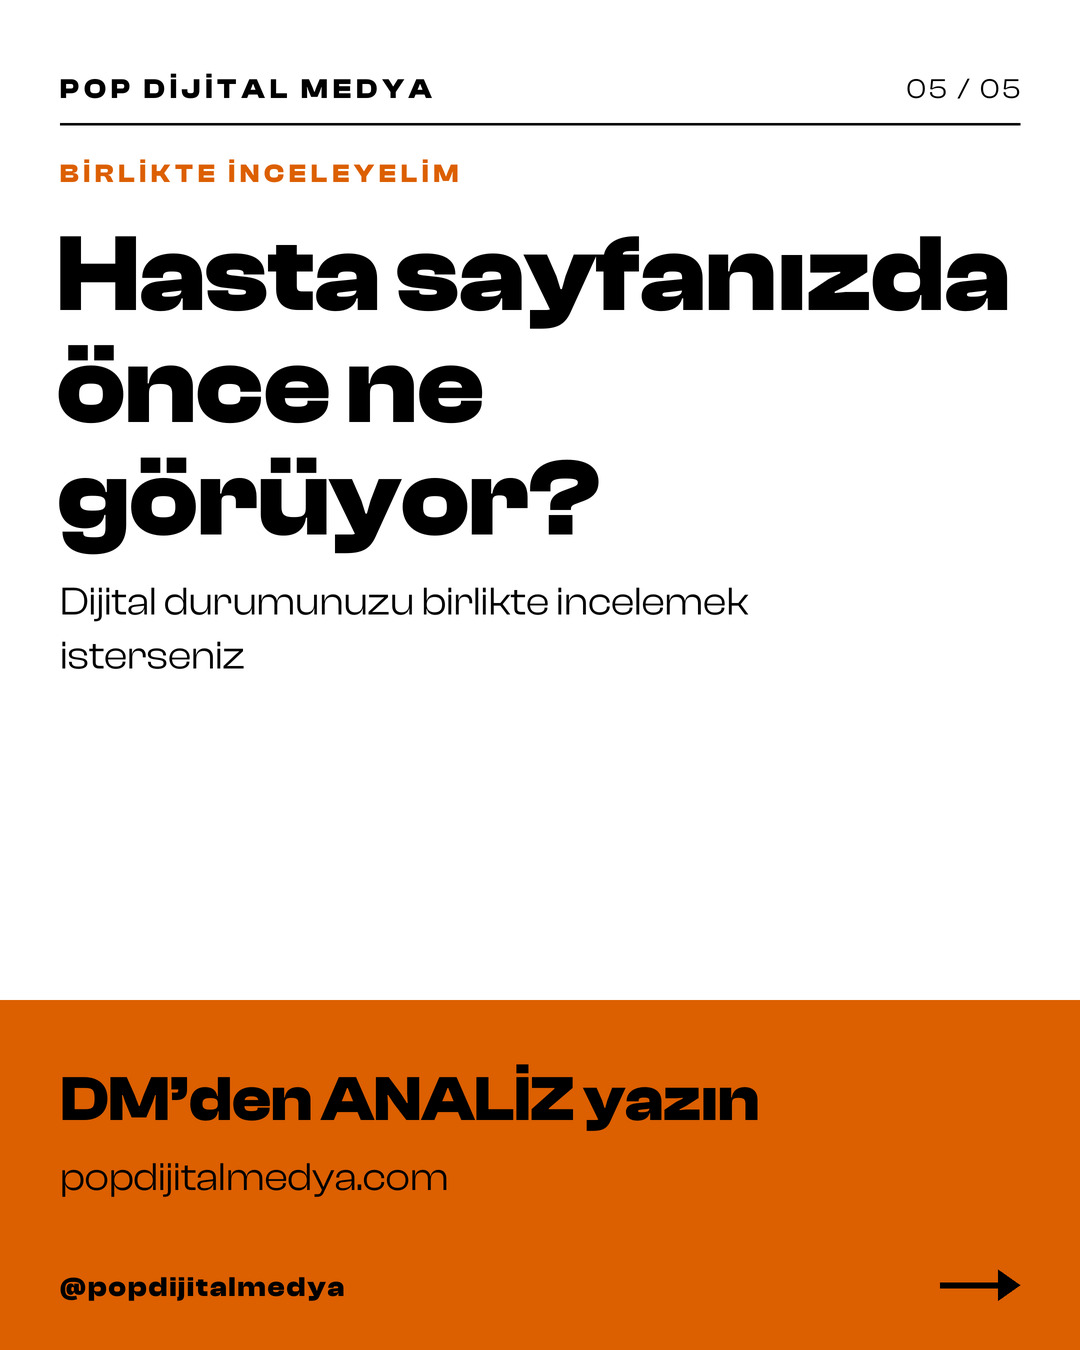 POP DİJİTAL MEDYA
05 / 05
BİRLİKTE İNCELEYELİM
Hasta sayfanızda
önce ne
görüyor?
Dijital durumunuzu birlikte incelemek
isterseniz
DM’den ANALİZ yazın
popdijitalmedya.com
@popdijitalmedya